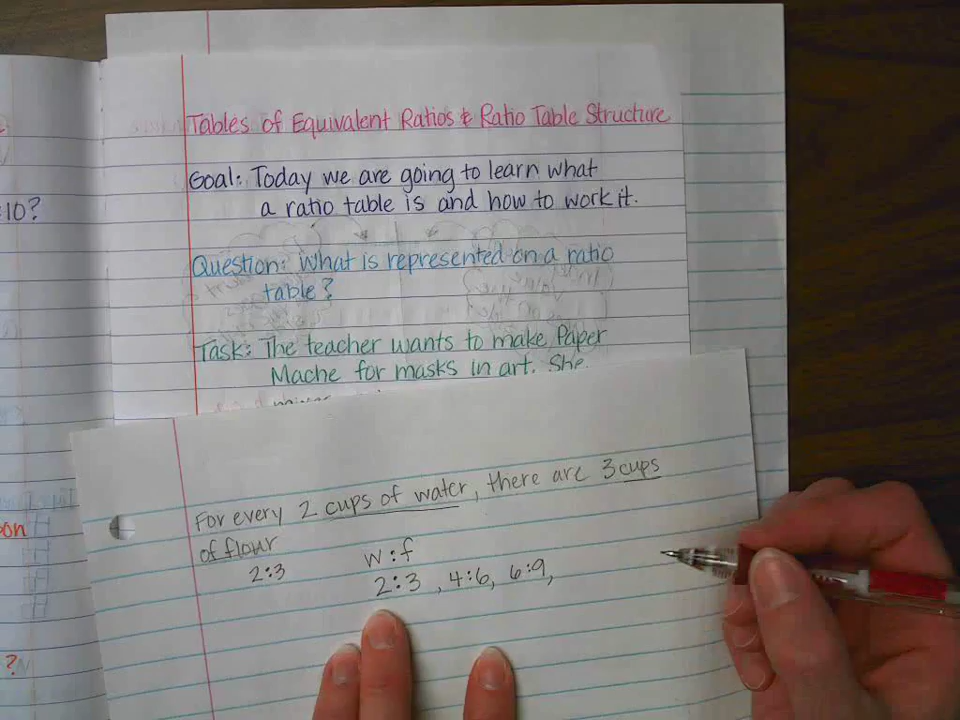 Tables of Equivalent Ratios & Ratio Table Structure
Goal: Today we are going to learn what
a ratio table is and how to work it.
:10?
Question: What is represented on a ratio
table?
Task: The teacher wants to make Paper
Mache for masks in art. She
For every 2 cups of water, there are 3 cups
of flour
2:3
w:f
2:3, 4:6, 6:9,
?